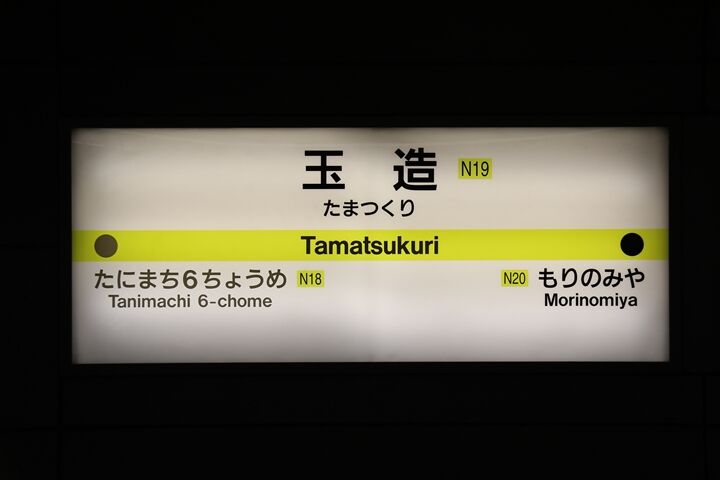 玉 造 N19
たまつくり
Tamatsukuri
たにまち6ちょうめ N18
Tanimachi 6-chome
N20 もりのみや
Morinomiya